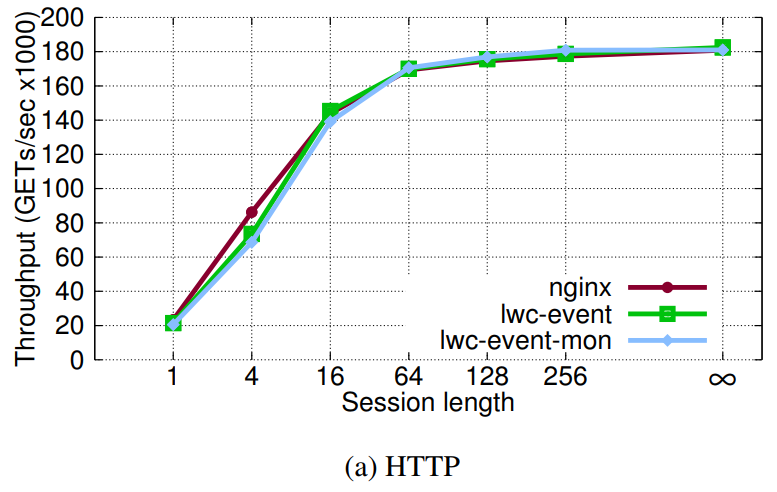 Throughput (GETs/sec x1000)
200
180
160
140
120
100
80
60
40
20
0
nginx
lwc-event
lwc-event-mon
1 4 16 64 128 256 ∞
Session length
(a) HTTP